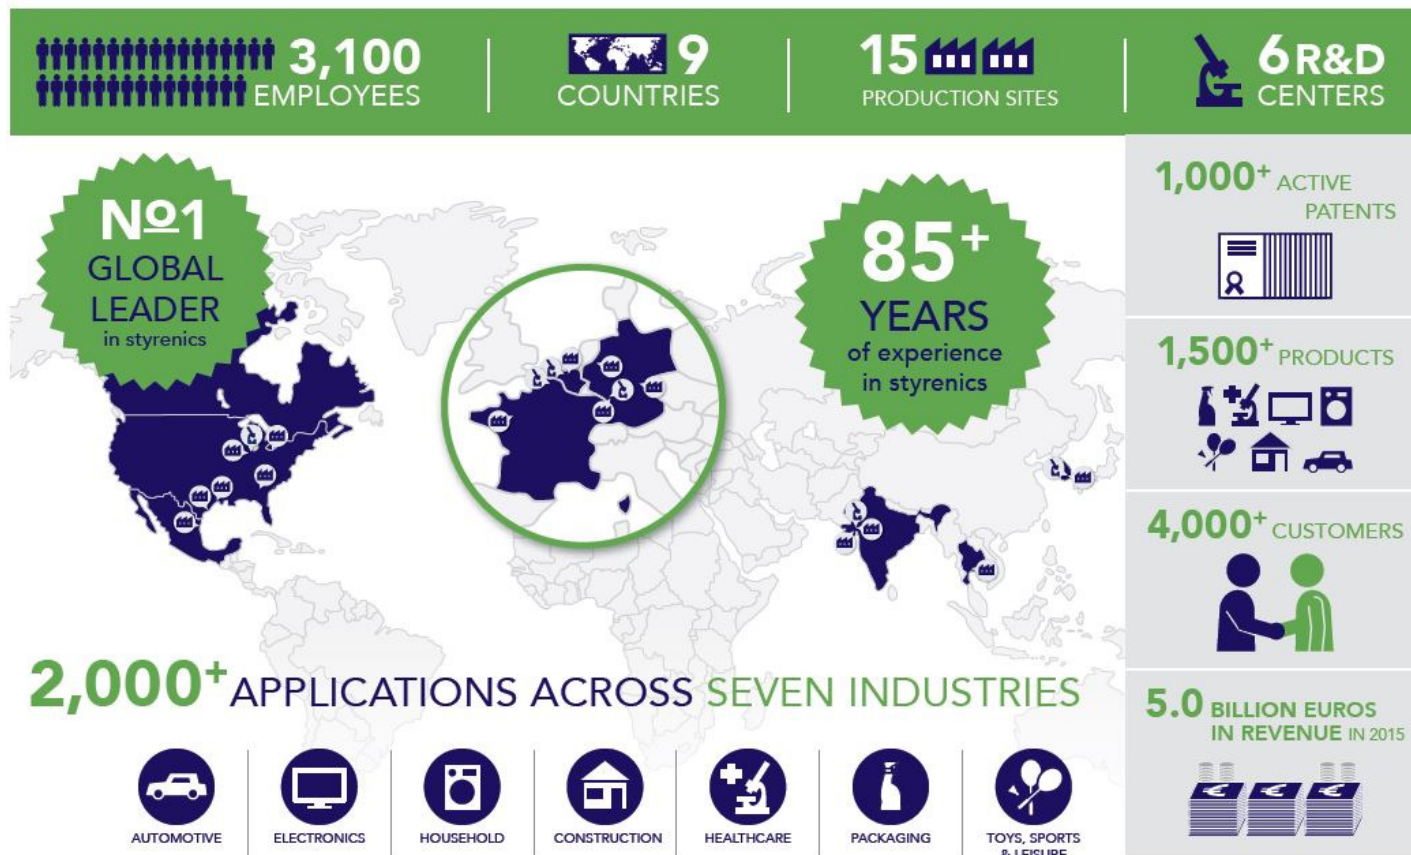 3,100
EMPLOYEES
9
COUNTRIES
15
PRODUCTION SITES
6 R&D
CENTERS
Nº1
GLOBAL
LEADER
in styrenics
85+
YEARS
of experience
in styrenics
1,000+ ACTIVE
PATENTS
1,500+ PRODUCTS
4,000+ CUSTOMERS
5.0 BILLION EUROS
IN REVENUE IN 2015
2,000+ APPLICATIONS ACROSS SEVEN INDUSTRIES
AUTOMOTIVE
ELECTRONICS
HOUSEHOLD
CONSTRUCTION
HEALTHCARE
PACKAGING
TOYS, SPORTS
& LEISURE